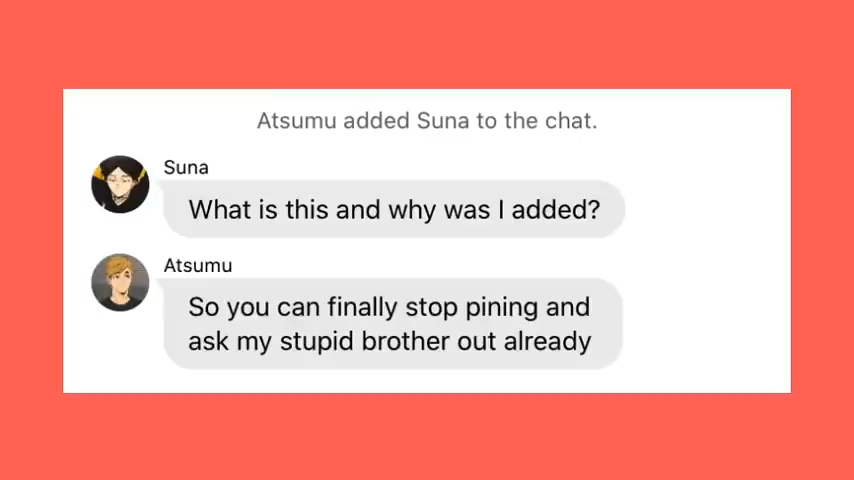 Atsumu added Suna to the chat.
Suna
What is this and why was I added?
Atsumu
So you can finally stop pining and
ask my stupid brother out already